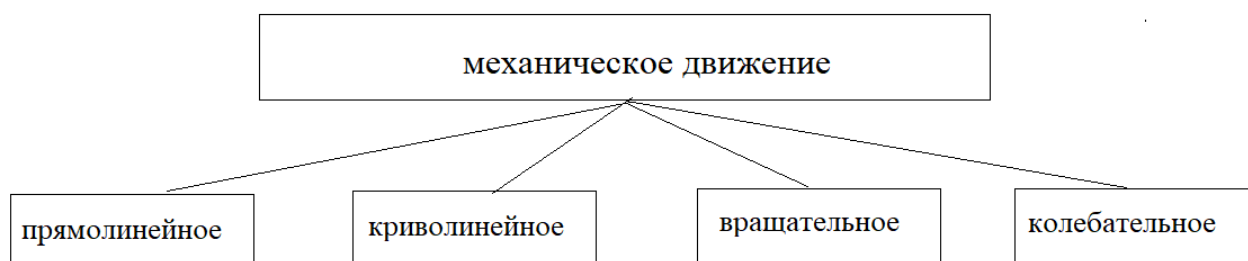 механическое движение
прямолинейное
криволинейное
вращательное
колебательное